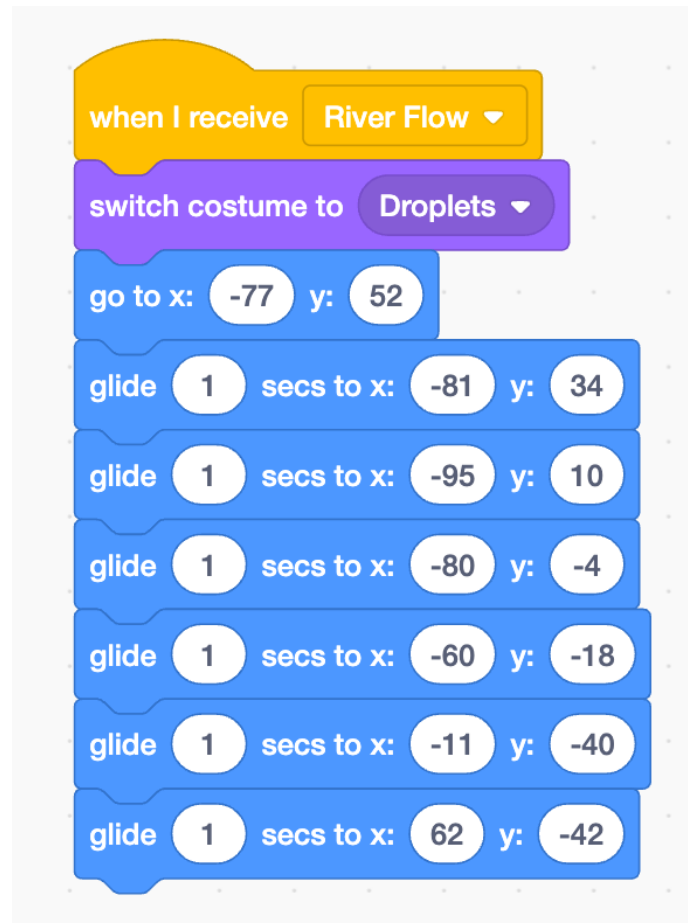 when I receive River Flow
switch costume to Droplets
go to x: -77 y: 52
glide 1 secs to x: -81 y: 34
glide 1 secs to x: -95 y: 10
glide 1 secs to x: -80 y: -4
glide 1 secs to x: -60 y: -18
glide 1 secs to x: -11 y: -40
glide 1 secs to x: 62 y: -42